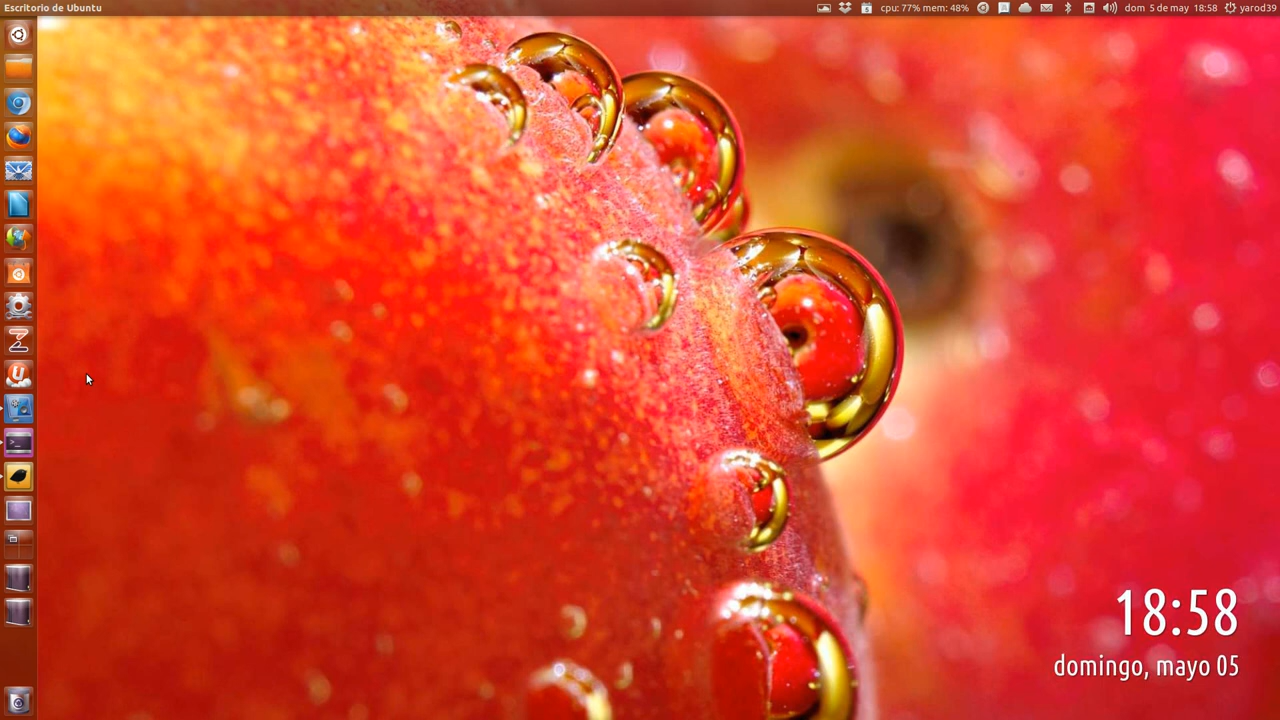 Escritorio de Ubuntu
cpu: 77% mem: 48%
dom 5 de may 18:58
yarod39
18:58
domingo, mayo 05